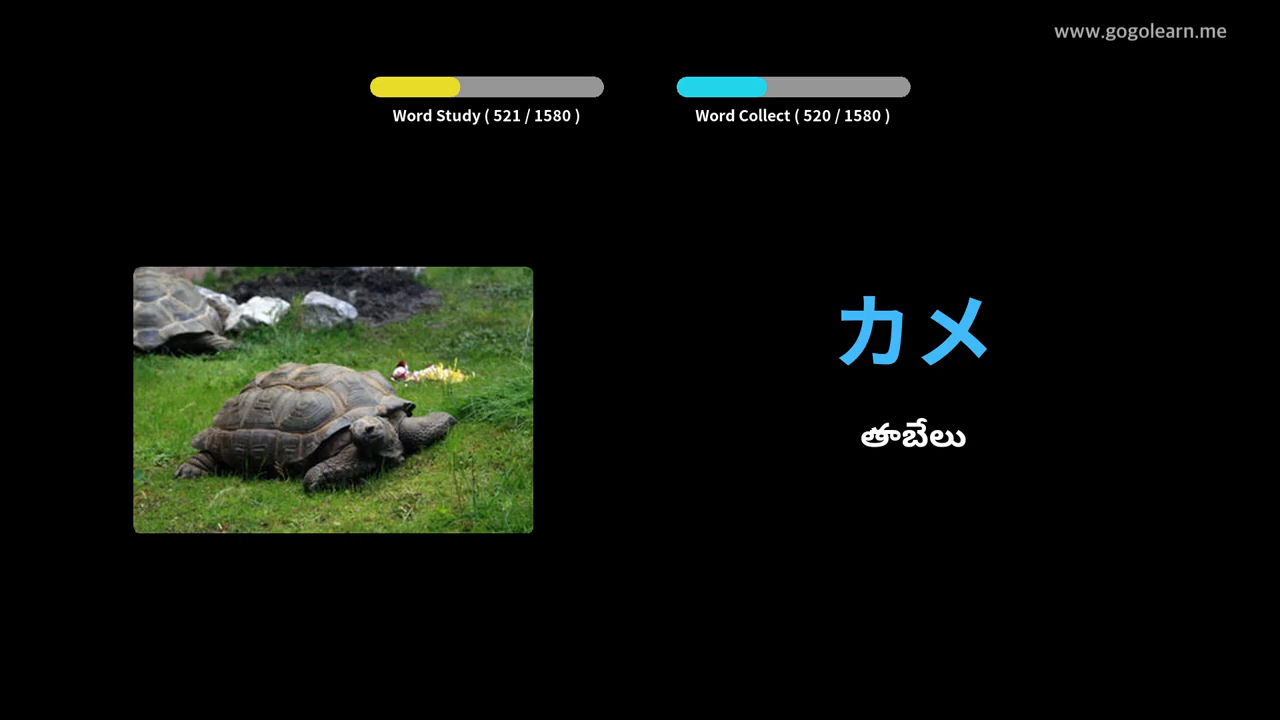 www.gogolearn.me
Word Study ( 521 / 1580 )
Word Collect ( 520 / 1580 )
カメ
తాబేలు